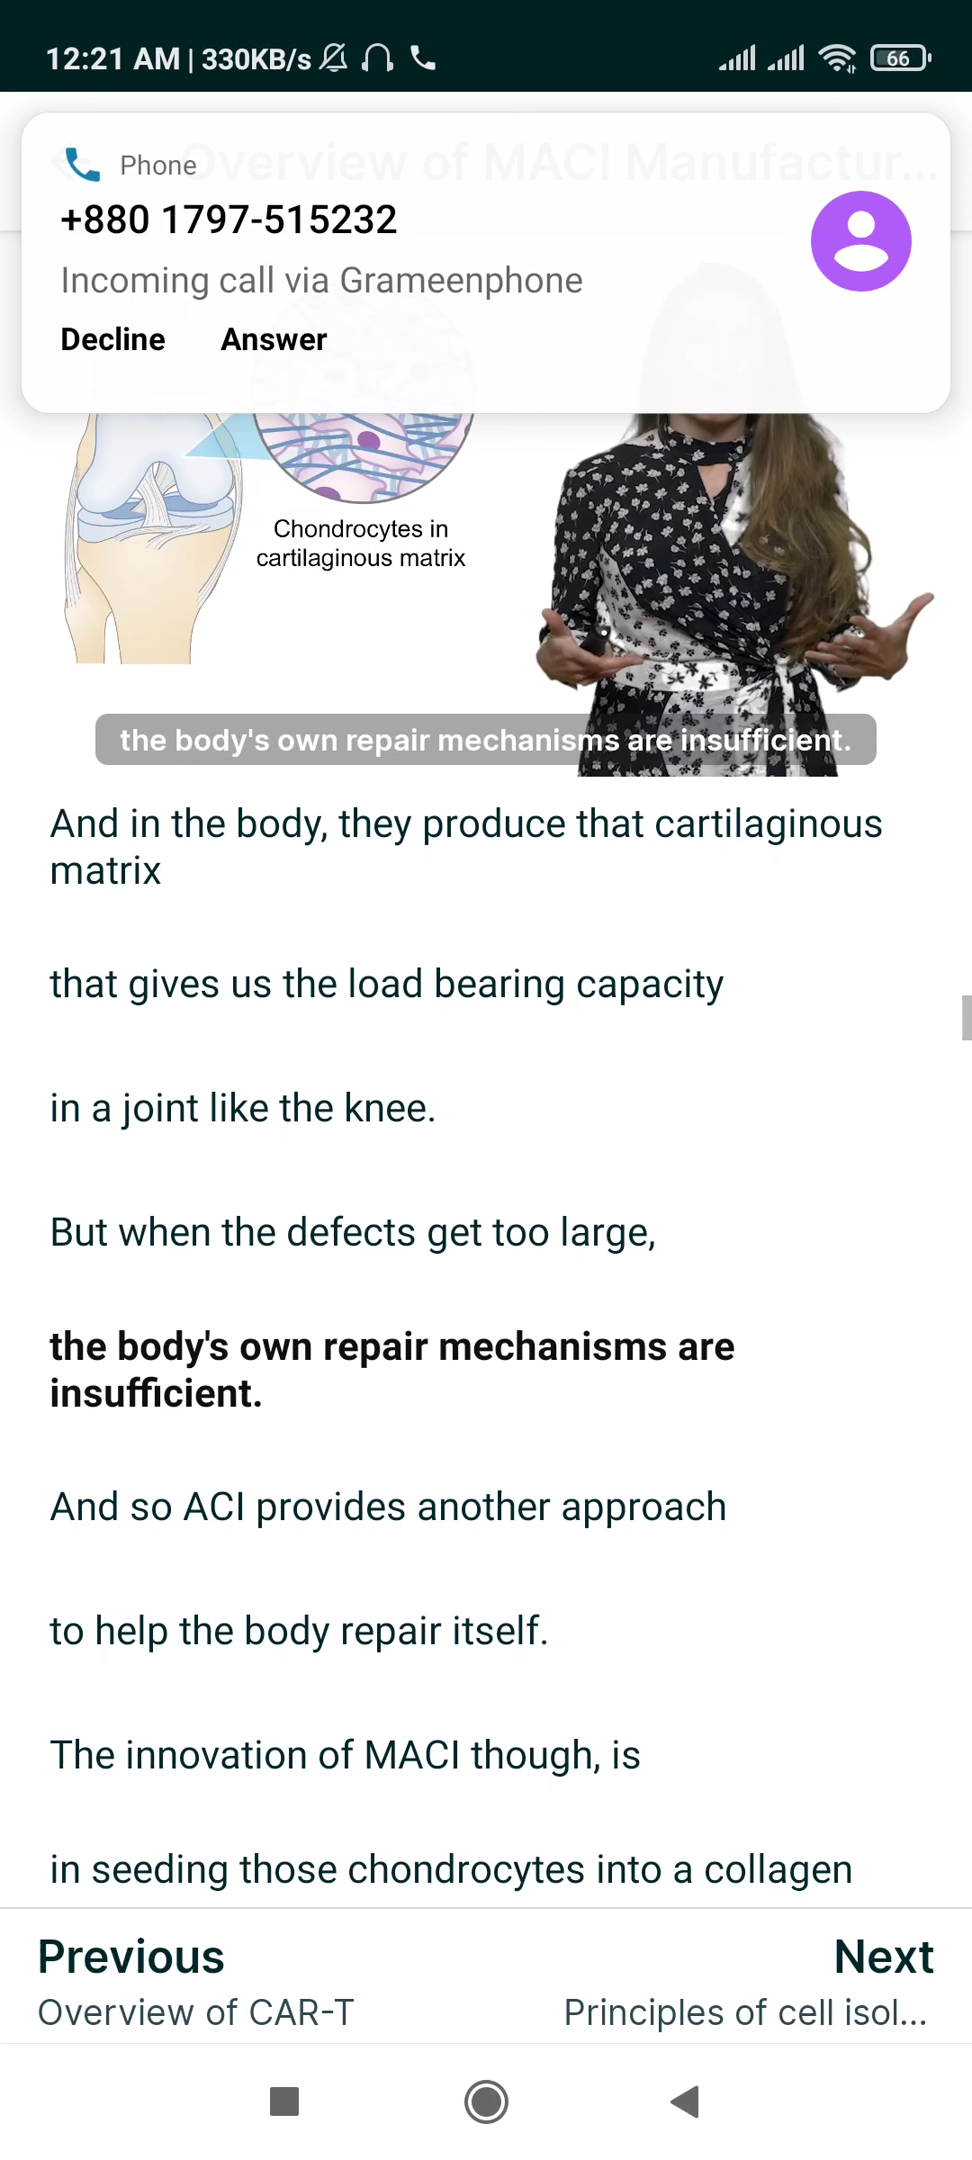 12:21 AM | 330KB/s
66
Overview of MACI Manufactur...
Phone
+880 1797-515232
Incoming call via Grameenphone
Decline Answer
Chondrocytes in
cartilaginous matrix
the body's own repair mechanisms are insufficient.
And in the body, they produce that cartilaginous
matrix
that gives us the load bearing capacity
in a joint like the knee.
But when the defects get too large,
the body's own repair mechanisms are
insufficient.
And so ACI provides another approach
to help the body repair itself.
The innovation of MACI though, is
in seeding those chondrocytes into a collagen
Previous Next
Overview of CAR-T Principles of cell isol...